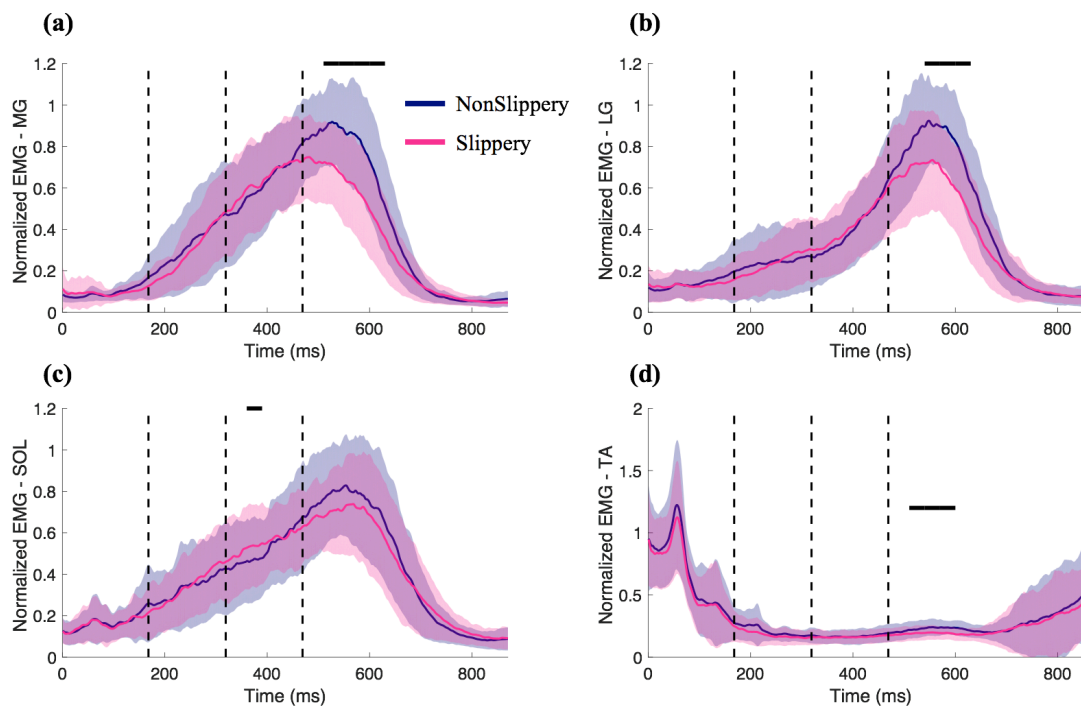 (a)
1.2
1
0.8
0.6
0.4
0.2
0
Normalized EMG - MG
0 200 400 600 800
Time (ms)
NonSlippery
Slippery
(b)
1.2
1
0.8
0.6
0.4
0.2
0
Normalized EMG - LG
0 200 400 600 800
Time (ms)
(c)
1.2
1
0.8
0.6
0.4
0.2
0
Normalized EMG - SOL
0 200 400 600 800
Time (ms)
(d)
2
1.5
1
0.5
0
Normalized EMG - TA
0 200 400 600 800
Time (ms)